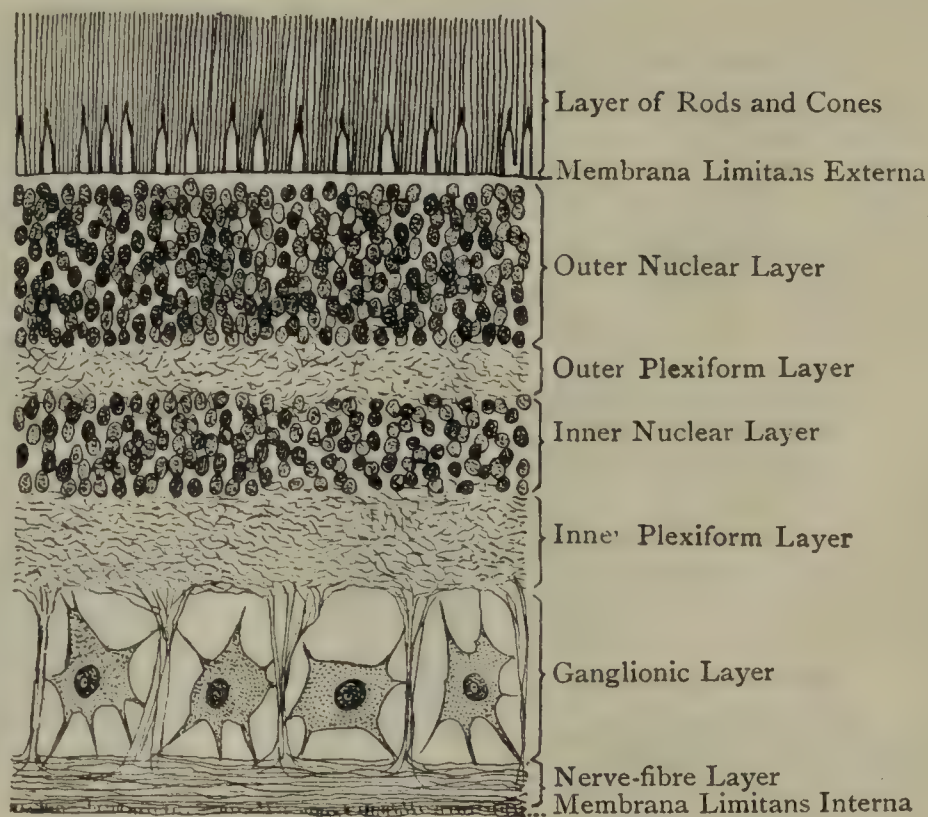 Layer of Rods and Cones
Membrana Limitans Externa
Outer Nuclear Layer
Outer Plexiform Layer
Inner Nuclear Layer
Inner Plexiform Layer
Ganglionic Layer
Nerve-fibre Layer
Membrana Limitans Interna